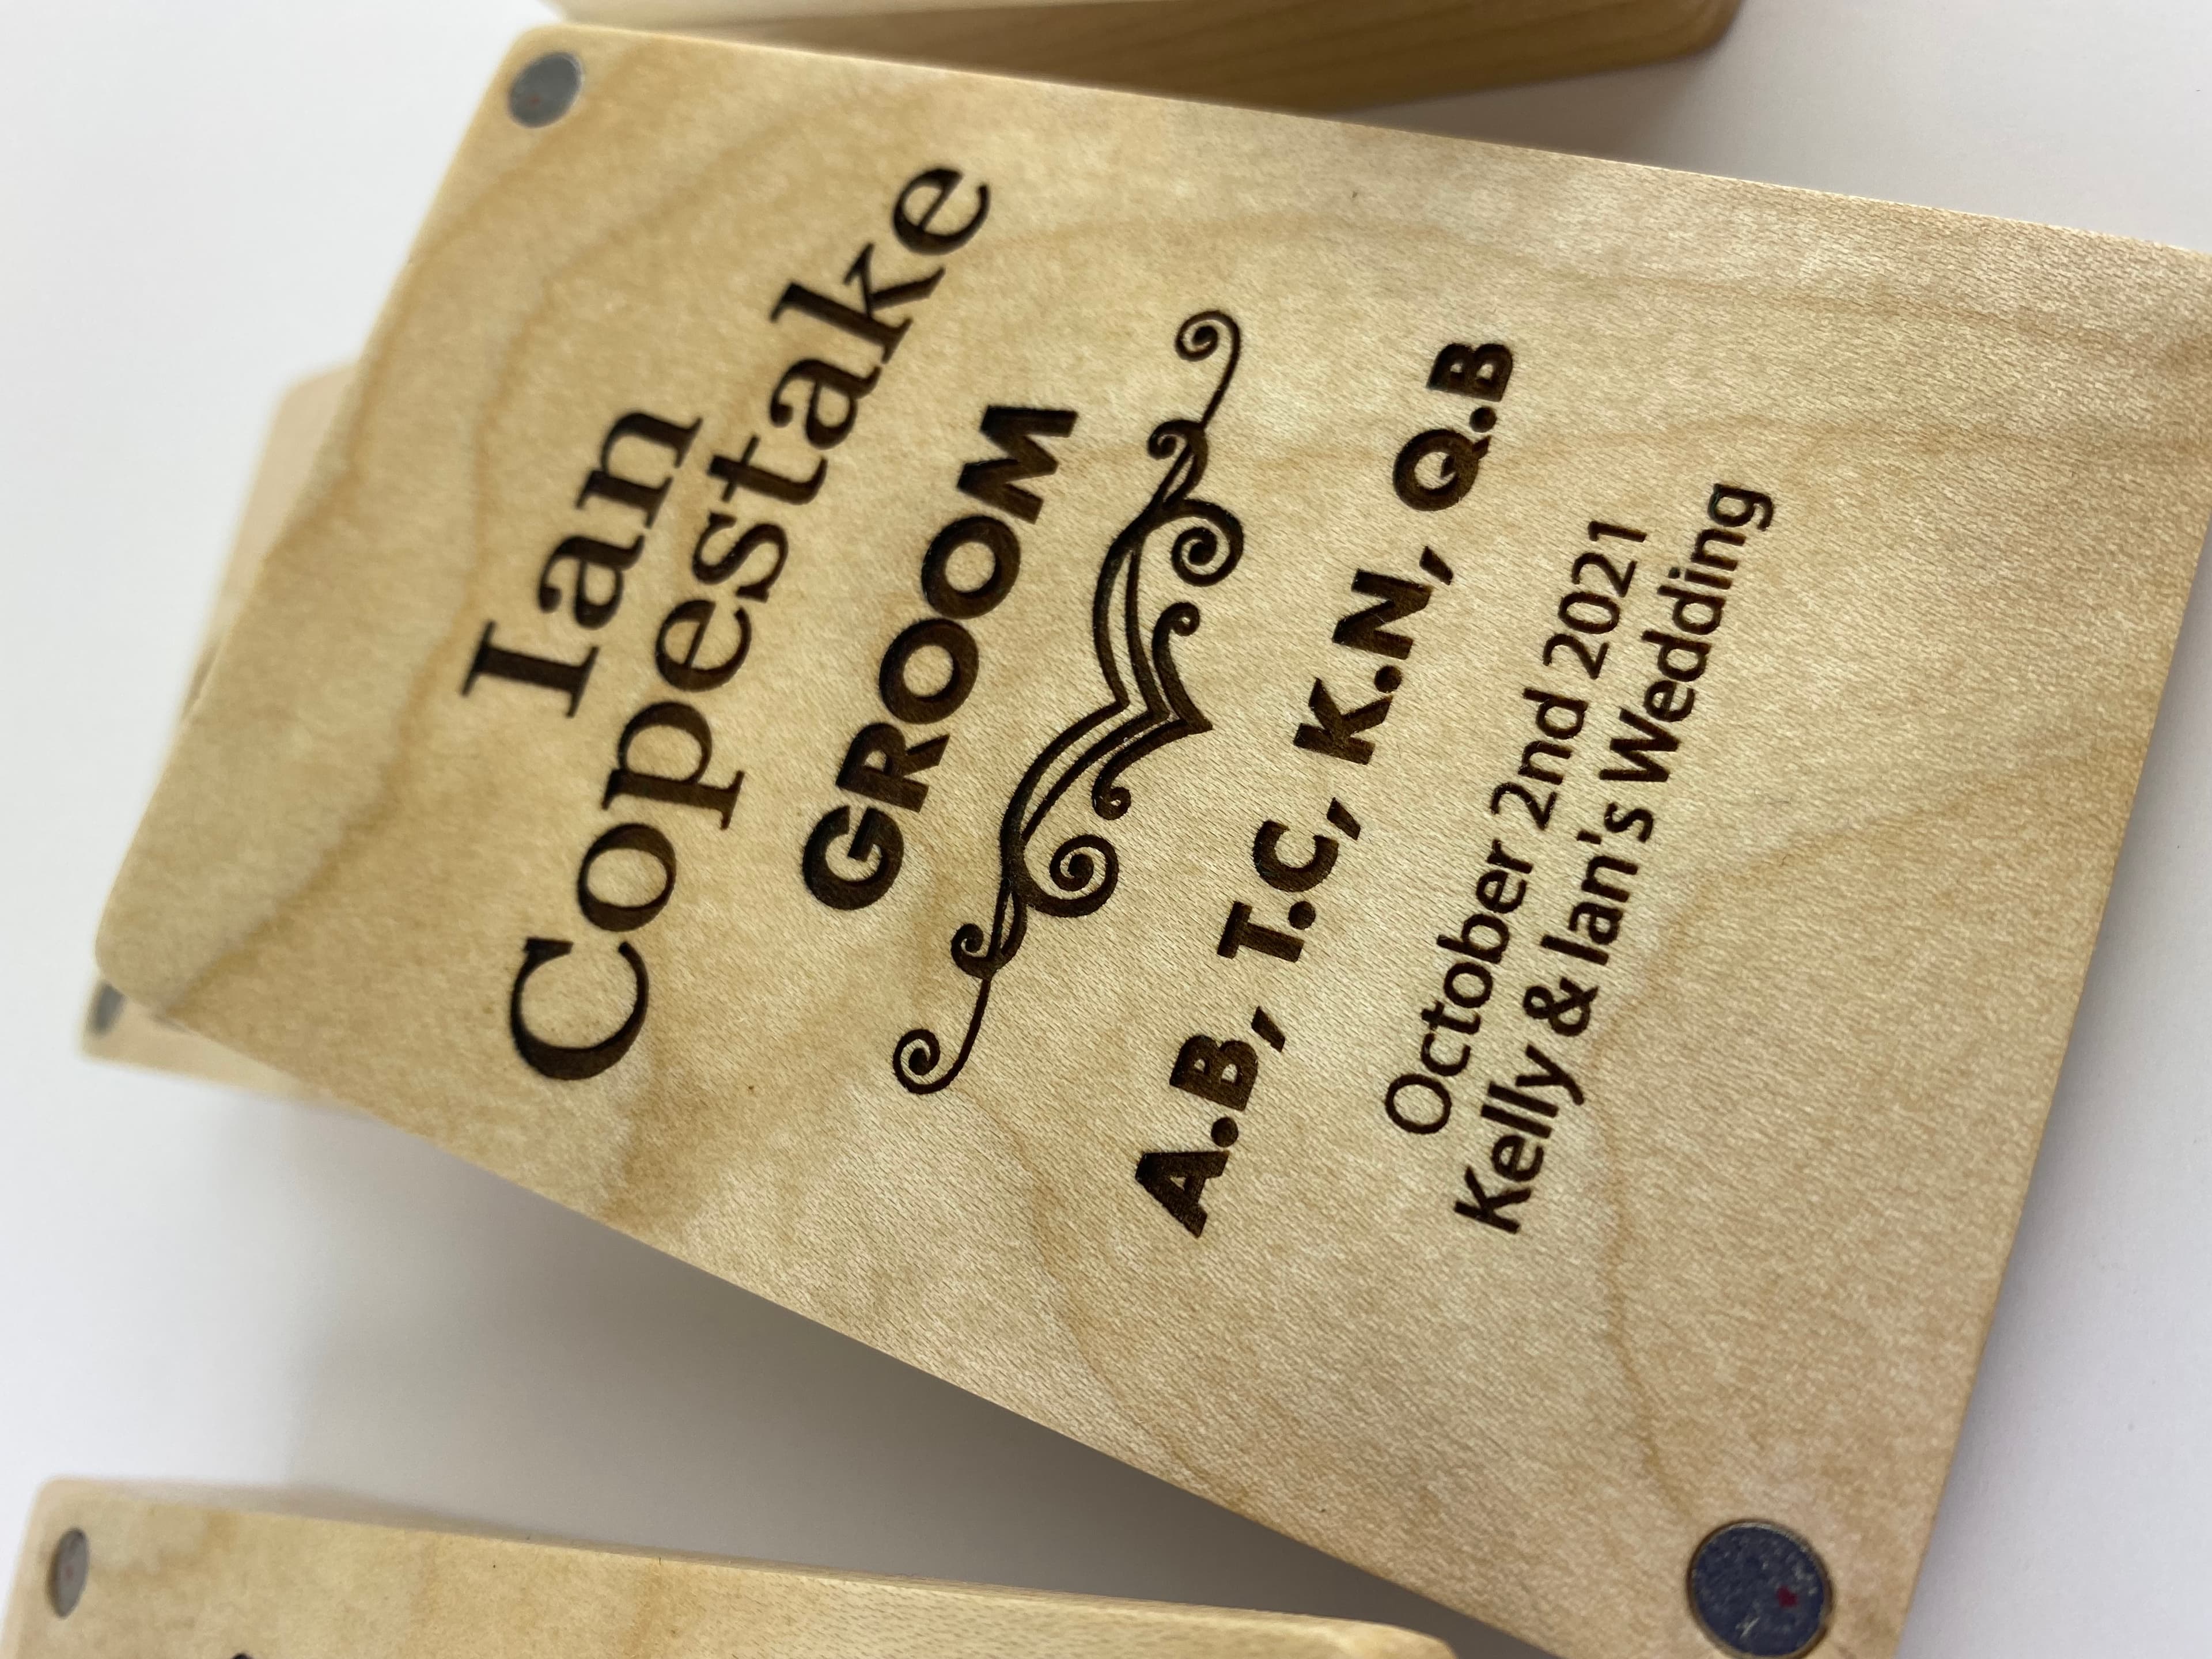 Ian
Copestake
GROOM
A.B, T.C, K.N, Q.B
October 2nd 2021
Kelly & Ian's Wedding